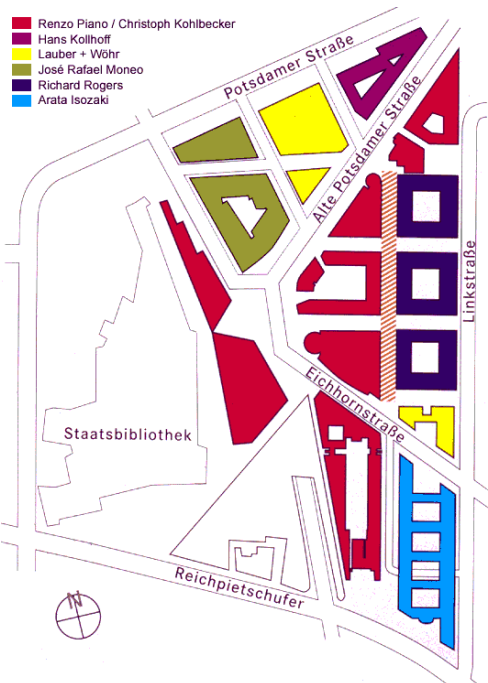 Renzo Piano / Christoph Kohlbecker
Hans Kollhoff
Lauber + Wöhr
José Rafael Moneo
Richard Rogers
Arata Isozaki
Potsdamer Straße
Alte Potsdamer Straße
Linkstraße
Eichhornstraße
Staatsbibliothek
Reichpietschufer
N